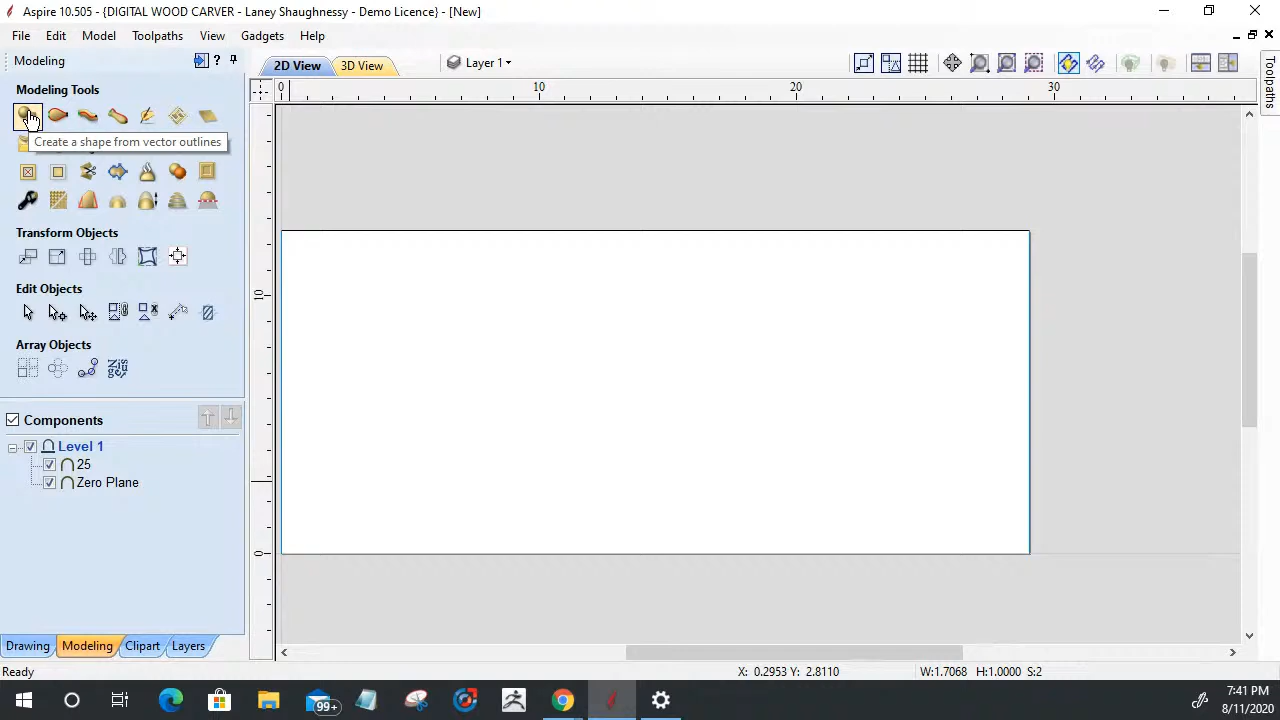 Aspire 10.505 - {DIGITAL WOOD CARVER - Laney Shaughnessy - Demo Licence} - [New]
File Edit Model Toolpaths View Gadgets Help
Modeling
2D View 3D View Layer 1
Modeling Tools
Create a shape from vector outlines
Transform Objects
Edit Objects
Array Objects
Components
Level 1
25
Zero Plane
Drawing Modeling Clipart Layers
0 10 20 30
10
0
Toolpaths
Ready X: 0.2953 Y: 2.8110 W:1.7068 H:1.0000 S:2
99+
7:41 PM
8/11/2020